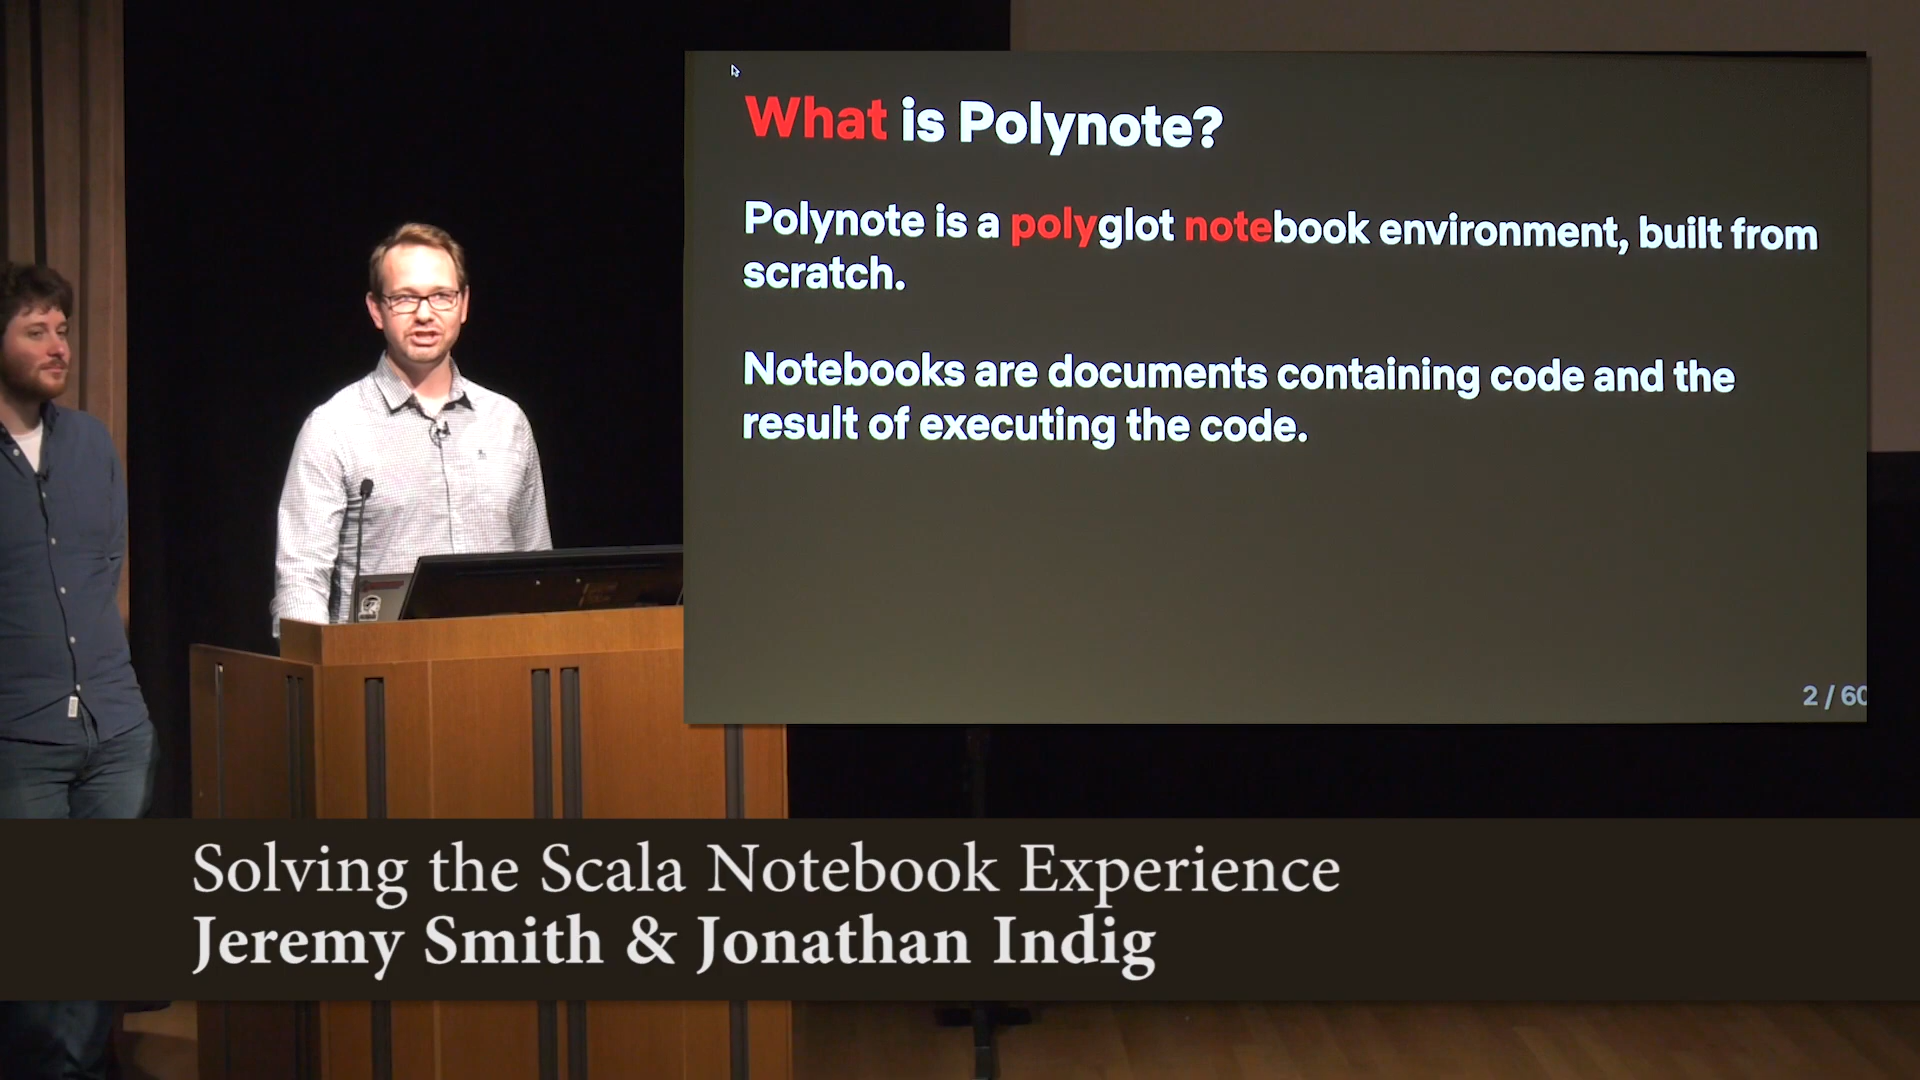 What is Polynote?
Polynote is a polyglot notebook environment, built from
scratch.
Notebooks are documents containing code and the
result of executing the code.
2 / 60
Solving the Scala Notebook Experience
Jeremy Smith & Jonathan Indig